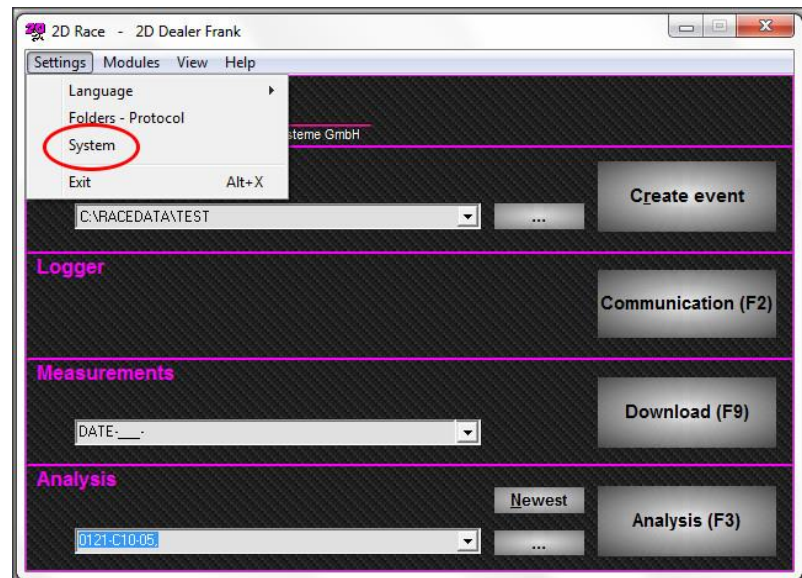 2D Race - 2D Dealer Frank
Settings Modules View Help
Language
Folders - Protocol
System
Exit Alt+X
steme GmbH
C:\RACEDATA\TEST
...
Create event
Logger
Communication (F2)
Measurements
DATE-___-
Download (F9)
Analysis
Newest
0121-C10-05.
...
Analysis (F3)